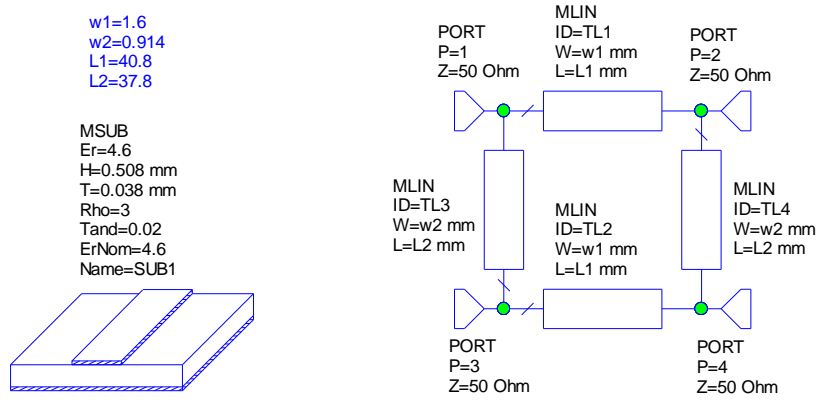 w1=1.6
w2=0.914
L1=40.8
L2=37.8
MSUB
Er=4.6
H=0.508 mm
T=0.038 mm
Rho=3
Tand=0.02
ErNom=4.6
Name=SUB1
PORT
P=1
Z=50 Ohm
MLIN
ID=TL1
W=w1 mm
L=L1 mm
PORT
P=2
Z=50 Ohm
MLIN
ID=TL3
W=w2 mm
L=L2 mm
MLIN
ID=TL2
W=w1 mm
L=L1 mm
MLIN
ID=TL4
W=w2 mm
L=L2 mm
PORT
P=3
Z=50 Ohm
PORT
P=4
Z=50 Ohm